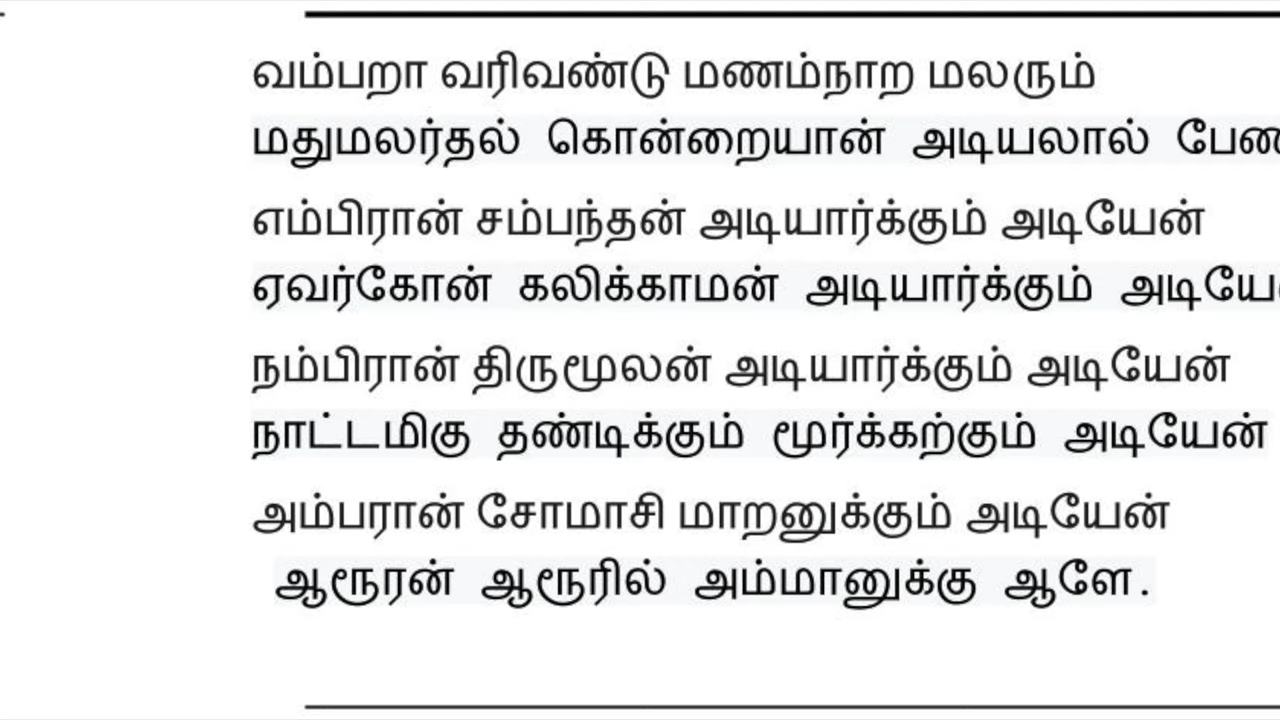 வம்பறா வரிவண்டு மணம்நாற மலரும்
மதுமலர்தல் கொன்றையான் அடியலால்
எம்பிரான் சம்பந்தன் அடியார்க்கும் அடியேன்
ஏவர்கோன் கலிக்காமன் அடியார்க்கும்
நம்பிரான் திருமூலன் அடியார்க்கும் அடியேன்
நாட்டமிகு தண்டிக்கும் மூர்க்கற்கும் அடியேன்
அம்பரான் சோமாசி மாறனுக்கும் அடியேன்
ஆரூரன் ஆரூரில் அம்மானுக்கு ஆளே.